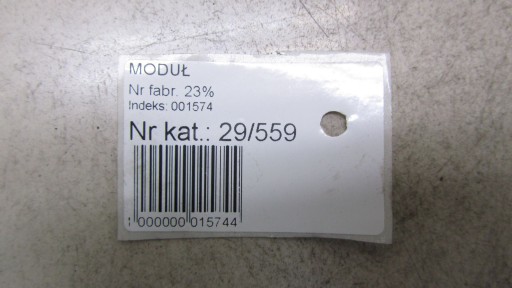 MODUŁ
Nr fabr. 23%
Indeks: 001574
Nr kat.: 29/559
1 000000 015744